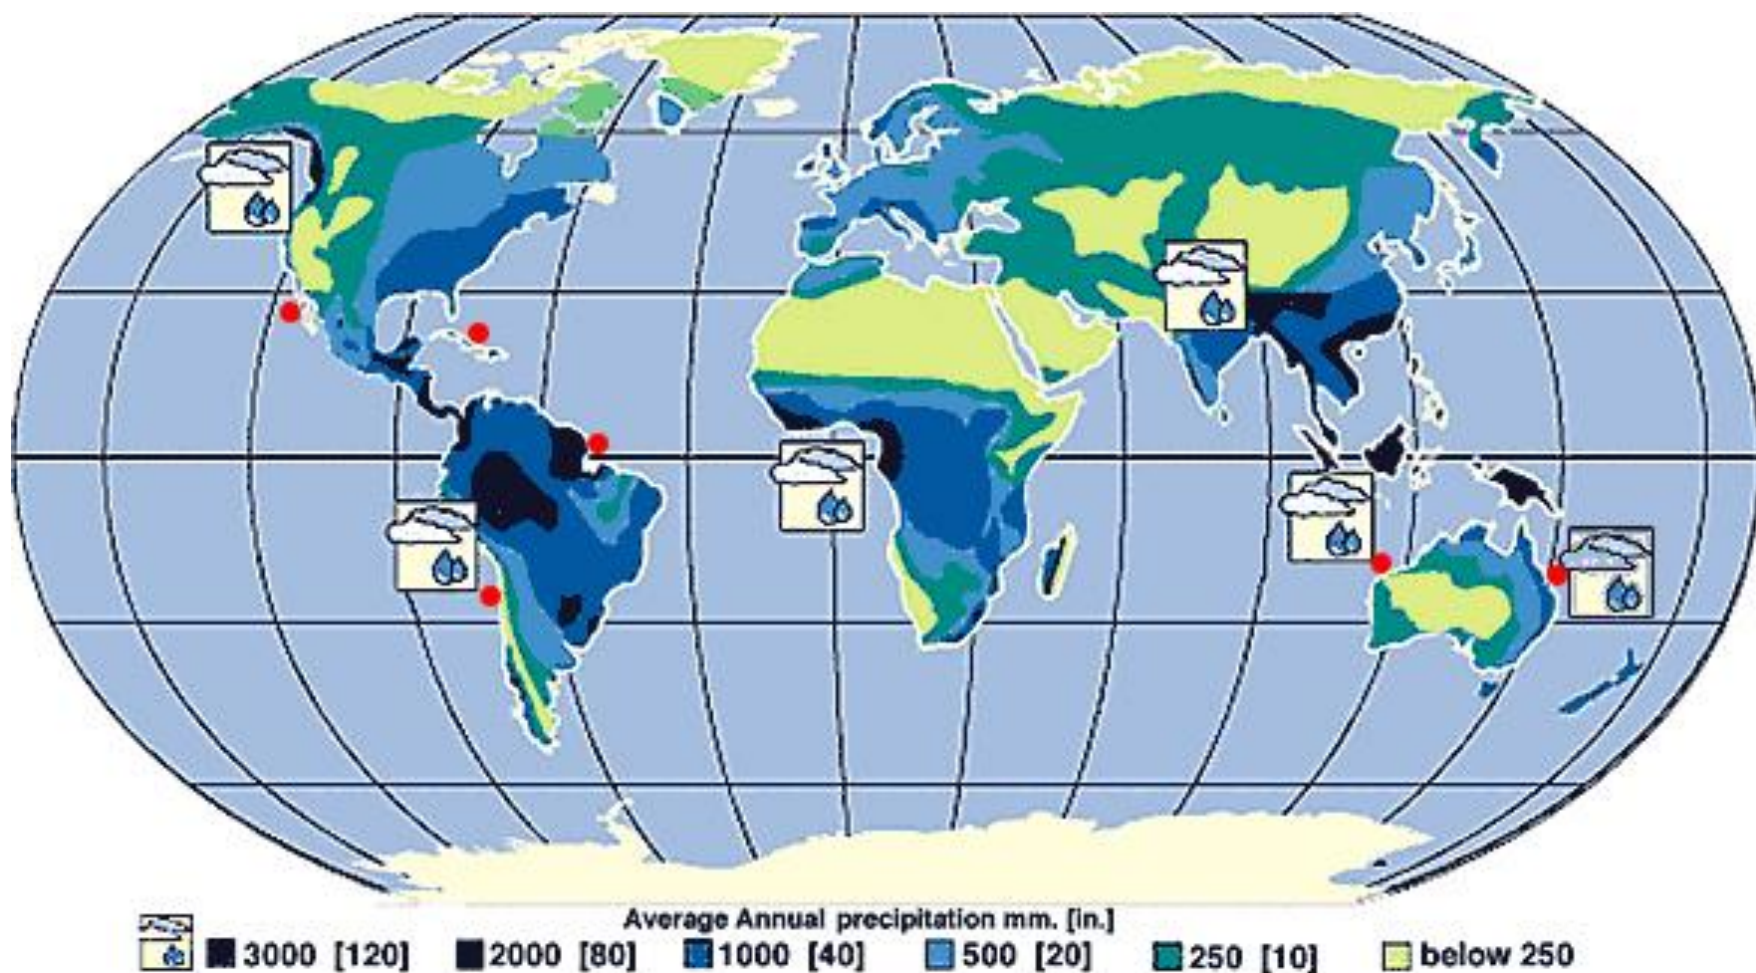 Average Annual precipitation mm. [in.]
3000 [120] 2000 [80] 1000 [40] 500 [20] 250 [10] below 250